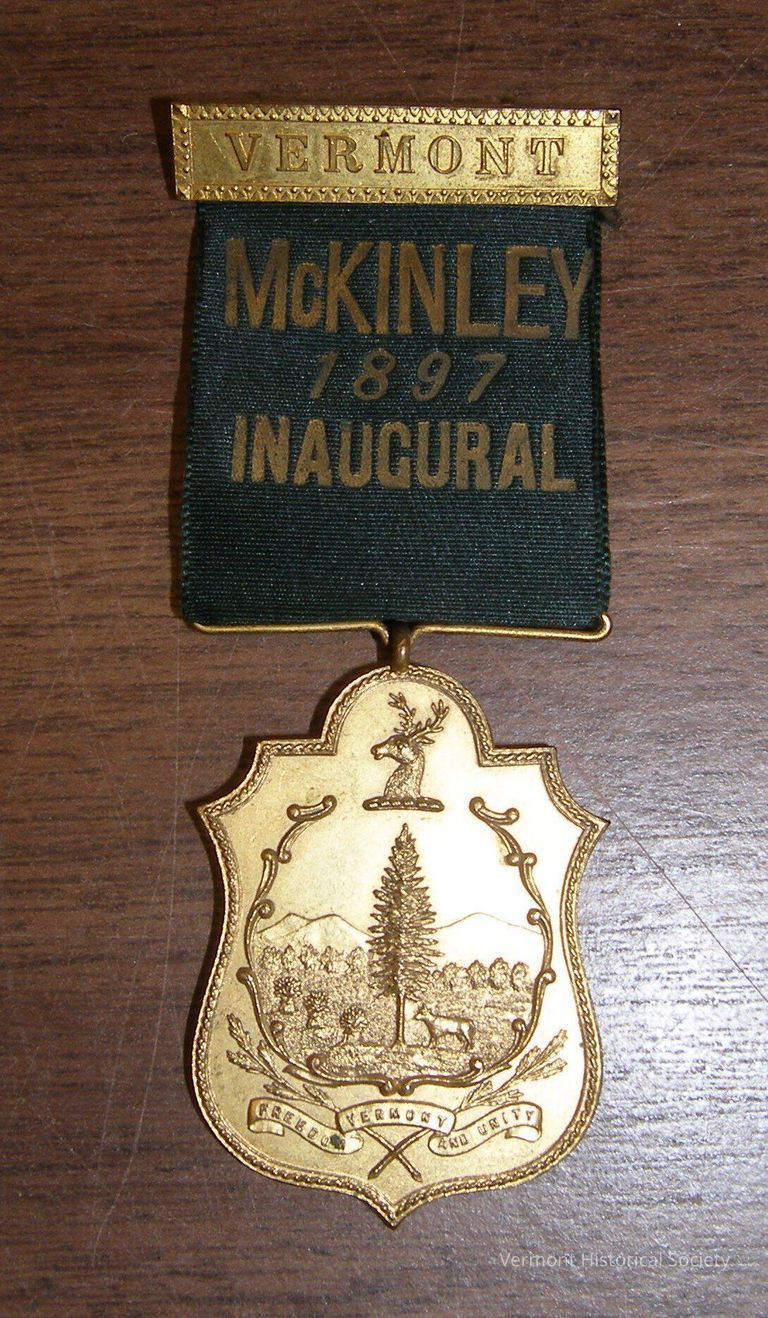 VERMONT
McKINLEY
1897
INAUGURAL
FREEDOM VERMONT AND UNITY
Vermont Historical Society